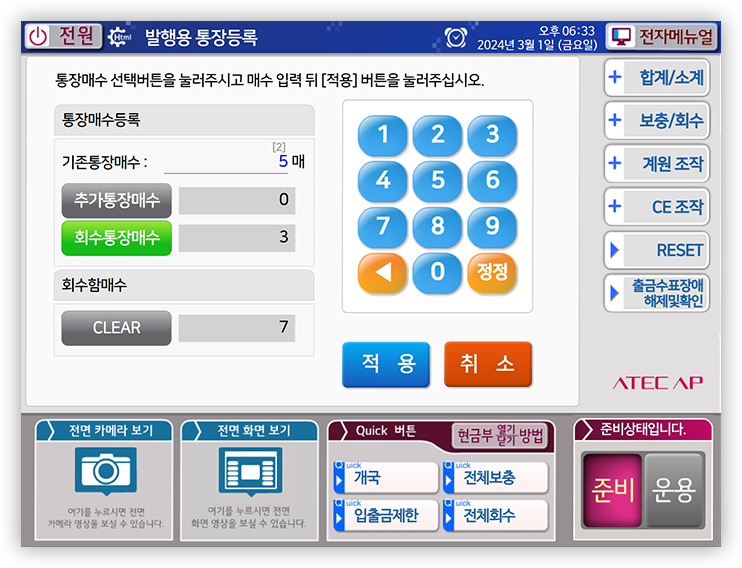 전원
Html
발행용 통장등록
오후 06:33
2024년 3월 1일 (금요일)
전자메뉴얼
통장매수 선택버튼을 눌러주시고 매수 입력 뒤 [적용] 버튼을 눌러주십시오.
통장매수등록
[2]
기존통장매수 : 5 매
추가통장매수 0
회수통장매수 3
회수함매수
CLEAR 7
1 2 3
4 5 6
7 8 9
◀ 0 정정
적 용 취 소
+ 합계/소계
+ 보충/회수
+ 계원 조작
+ CE 조작
RESET
출금수표장애
해제및확인
ATEC AP
전면 카메라 보기
여기를 누르시면 전면
카메라 영상을 보실 수 있습니다.
전면 화면 보기
여기를 누르시면 전면
화면 영상을 보실 수 있습니다.
Quick 버튼
현금부 열기 닫기 방법
Quick 개국
Quick 전체보충
Quick 입출금제한
Quick 전체회수
준비상태입니다.
준비 운용